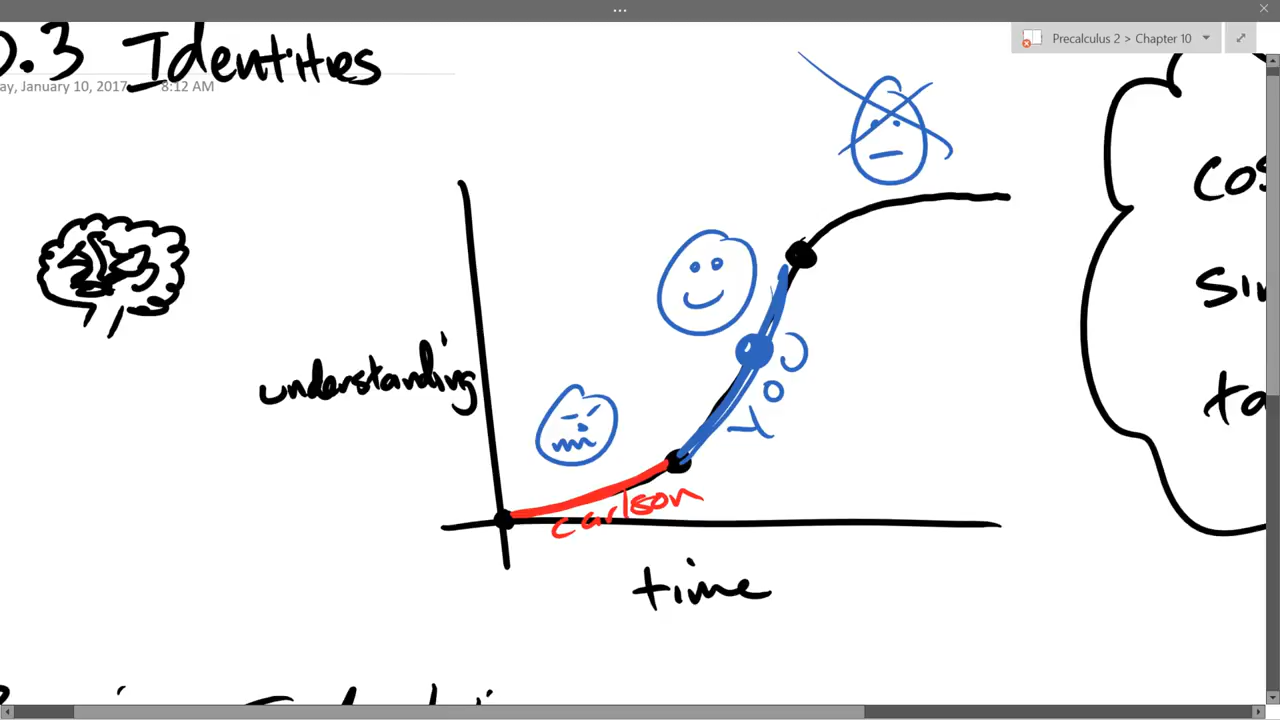 ...
Precalculus 2 > Chapter 10
0.3 Identities
ay, January 10, 2017 8:12 AM
cos
sin
ta
understanding
YOU
carlson
time